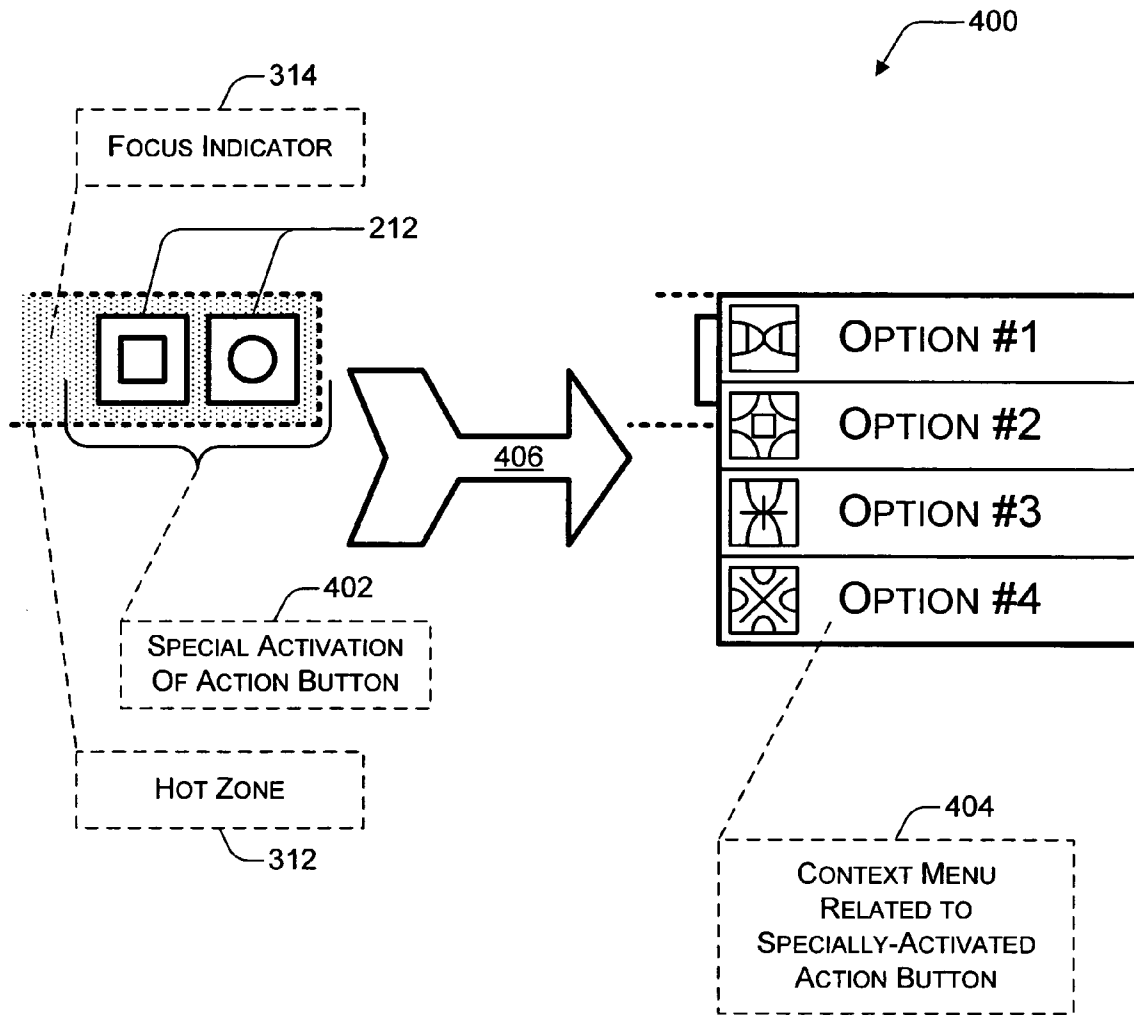 400
314
FOCUS INDICATOR
212
OPTION #1
OPTION #2
406
OPTION #3
OPTION #4
402
SPECIAL ACTIVATION
OF ACTION BUTTON
HOT ZONE
312
404
CONTEXT MENU
RELATED TO
SPECIALLY-ACTIVATED
ACTION BUTTON